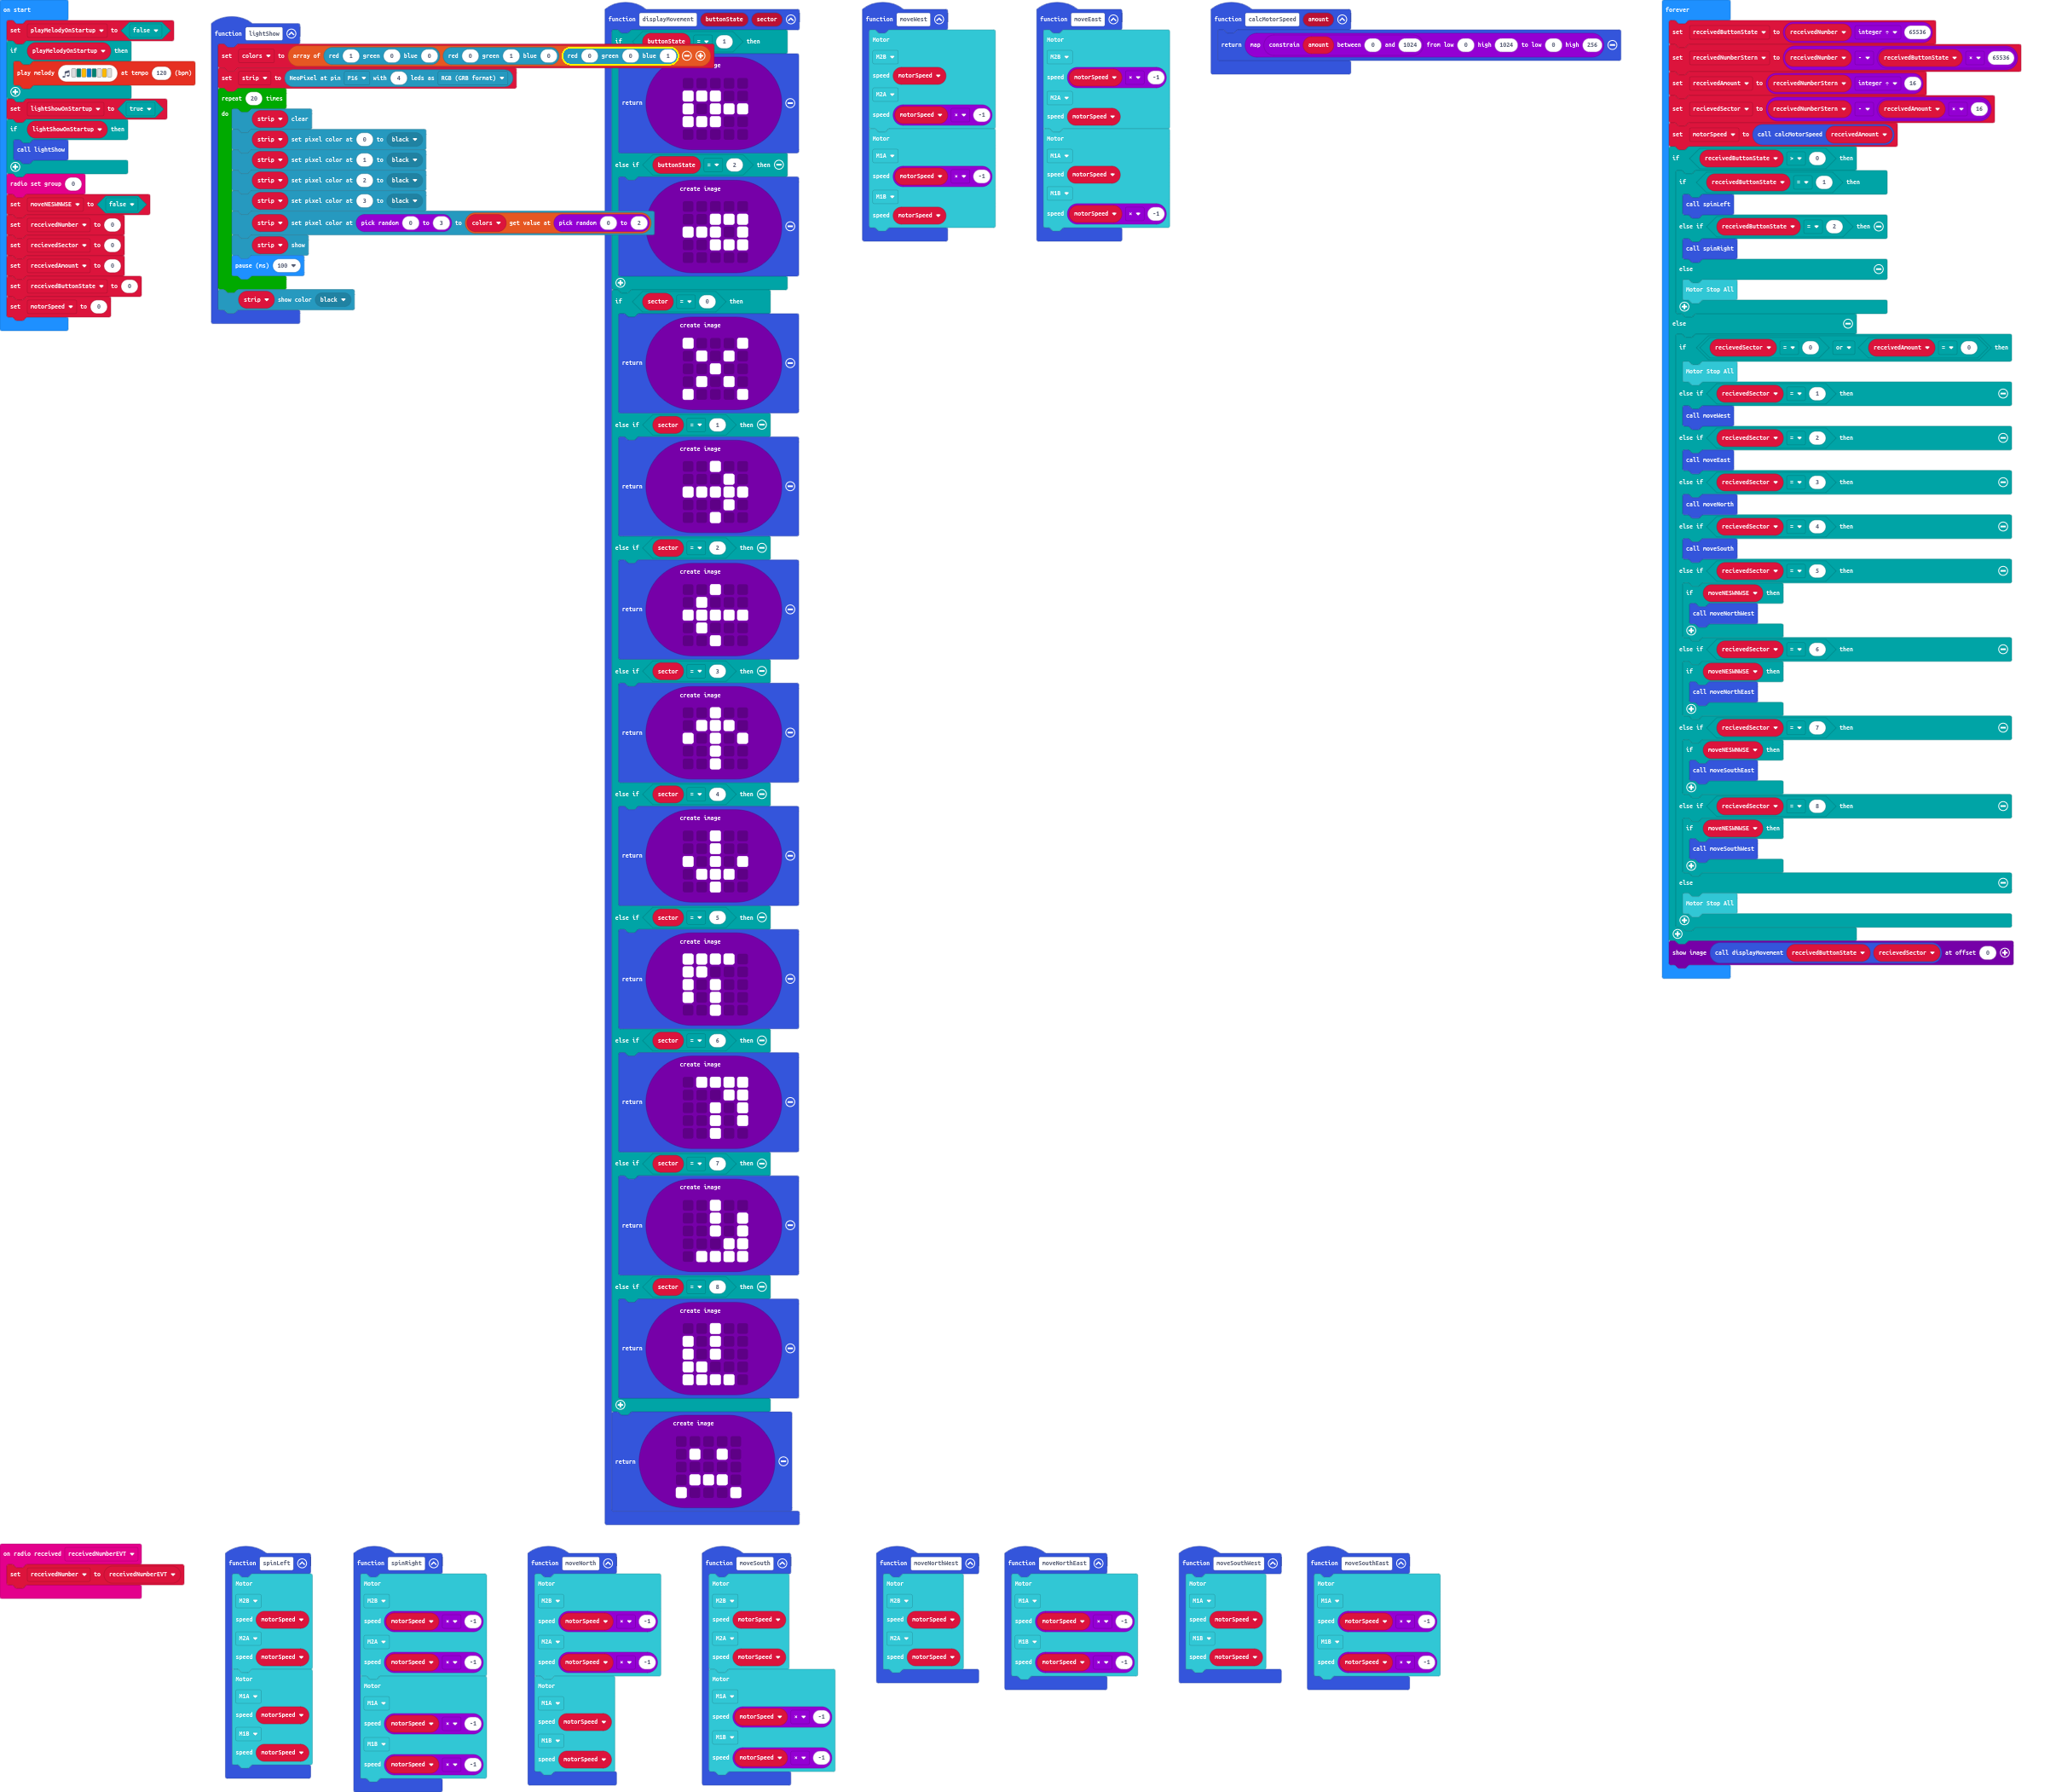 on start
set playMelodyOnStartup to false
if playMelodyOnStartup then
play melody at tempo 120 (bpm)
set lightShowOnStartup to true
if lightShowOnStartup then
call lightShow
radio set group 0
set moveNESWNWSE to false
set receivedNumber to 0
set recievedSector to 0
set receivedAmount to 0
set receivedButtonState to 0
set motorSpeed to 0
function lightShow
set colors to array of red 1 green 0 blue 0 red 0 green 1 blue 0 red 0 green 0 blue 1
set strip to NeoPixel at pin P16 with 4 leds as RGB (GRB format)
repeat 20 times
do
strip clear
strip set pixel color at 0 to black
strip set pixel color at 1 to black
strip set pixel color at 2 to black
strip set pixel color at 3 to black
strip set pixel color at pick random 0 to 3 to colors get value at pick random 0 to 2
strip show
pause (ms) 100
strip show color black
function displayMovement buttonState sector
if buttonState = 1 then
ge
return
else if buttonState = 2 then
create image
return
if sector = 0 then
create image
return
else if sector = 1 then
create image
return
else if sector = 2 then
create image
return
else if sector = 3 then
create image
return
else if sector = 4 then
create image
return
else if sector = 5 then
create image
return
else if sector = 6 then
create image
return
else if sector = 7 then
create image
return
else if sector = 8 then
create image
return
create image
return
function moveWest
Motor
M2B
speed motorSpeed
M2A
speed motorSpeed × -1
Motor
M1A
speed motorSpeed × -1
M1B
speed motorSpeed
function moveEast
Motor
M2B
speed motorSpeed × -1
M2A
speed motorSpeed
Motor
M1A
speed motorSpeed
M1B
speed motorSpeed × -1
function calcMotorSpeed amount
return map constrain amount between 0 and 1024 from low 0 high 1024 to low 0 high 256
forever
set receivedButtonState to receivedNumber integer ÷ 65536
set receivedNumberStern to receivedNumber - receivedButtonState × 65536
set receivedAmount to receivedNumberStern integer ÷ 16
set recievedSector to receivedNumberStern - receivedAmount × 16
set motorSpeed to call calcMotorSpeed receivedAmount
if receivedButtonState > 0 then
if receivedButtonState = 1 then
call spinLeft
else if receivedButtonState = 2 then
call spinRight
else
Motor Stop All
else
if recievedSector = 0 or receivedAmount = 0 then
Motor Stop All
else if recievedSector = 1 then
call moveWest
else if recievedSector = 2 then
call moveEast
else if recievedSector = 3 then
call moveNorth
else if recievedSector = 4 then
call moveSouth
else if recievedSector = 5 then
if moveNESWNWSE then
call moveNorthWest
else if recievedSector = 6 then
if moveNESWNWSE then
call moveNorthEast
else if recievedSector = 7 then
if moveNESWNWSE then
call moveSouthEast
else if recievedSector = 8 then
if moveNESWNWSE then
call moveSouthWest
else
Motor Stop All
show image call displayMovement receivedButtonState recievedSector at offset 0
on radio received receivedNumberEVT
set receivedNumber to receivedNumberEVT
function spinLeft
Motor
M2B
speed motorSpeed
M2A
speed motorSpeed
Motor
M1A
speed motorSpeed
M1B
speed motorSpeed
function spinRight
Motor
M2B
speed motorSpeed × -1
M2A
speed motorSpeed × -1
Motor
M1A
speed motorSpeed × -1
M1B
speed motorSpeed × -1
function moveNorth
Motor
M2B
speed motorSpeed × -1
M2A
speed motorSpeed × -1
Motor
M1A
speed motorSpeed
M1B
speed motorSpeed
function moveSouth
Motor
M2B
speed motorSpeed
M2A
speed motorSpeed
Motor
M1A
speed motorSpeed × -1
M1B
speed motorSpeed × -1
function moveNorthWest
Motor
M2B
speed motorSpeed
M2A
speed motorSpeed
function moveNorthEast
Motor
M1A
speed motorSpeed × -1
M1B
speed motorSpeed × -1
function moveSouthWest
Motor
M1A
speed motorSpeed
M1B
speed motorSpeed
function moveSouthEast
Motor
M1A
speed motorSpeed × -1
M1B
speed motorSpeed × -1